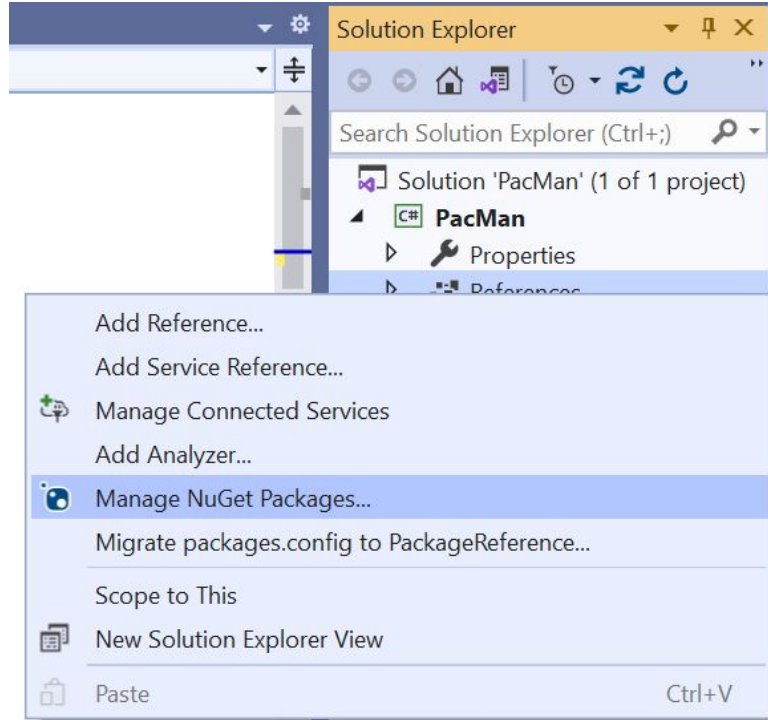 Solution Explorer
Search Solution Explorer (Ctrl+;)
Solution 'PacMan' (1 of 1 project)
C# PacMan
Properties
References
Add Reference...
Add Service Reference...
Manage Connected Services
Add Analyzer...
Manage NuGet Packages...
Migrate packages.config to PackageReference...
Scope to This
New Solution Explorer View
Paste Ctrl+V